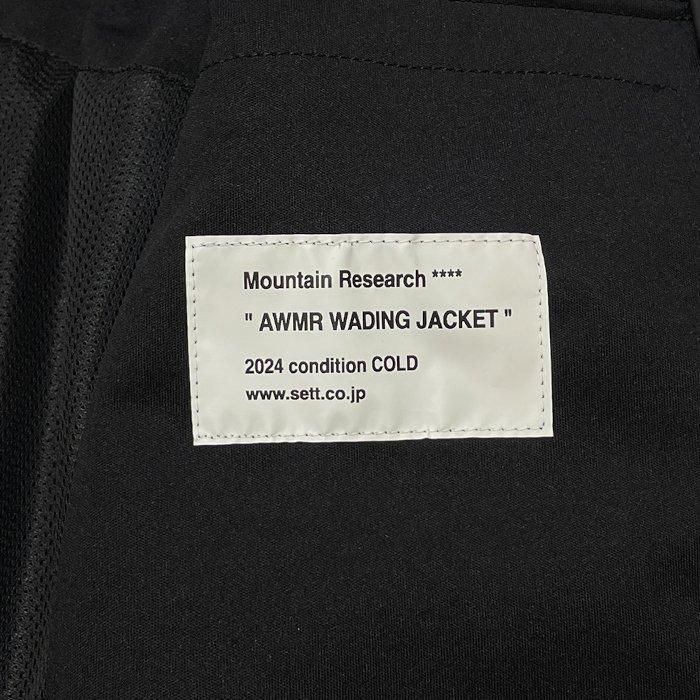 Mountain Research ****
" AWMR WADING JACKET "
2024 condition COLD
www.sett.co.jp